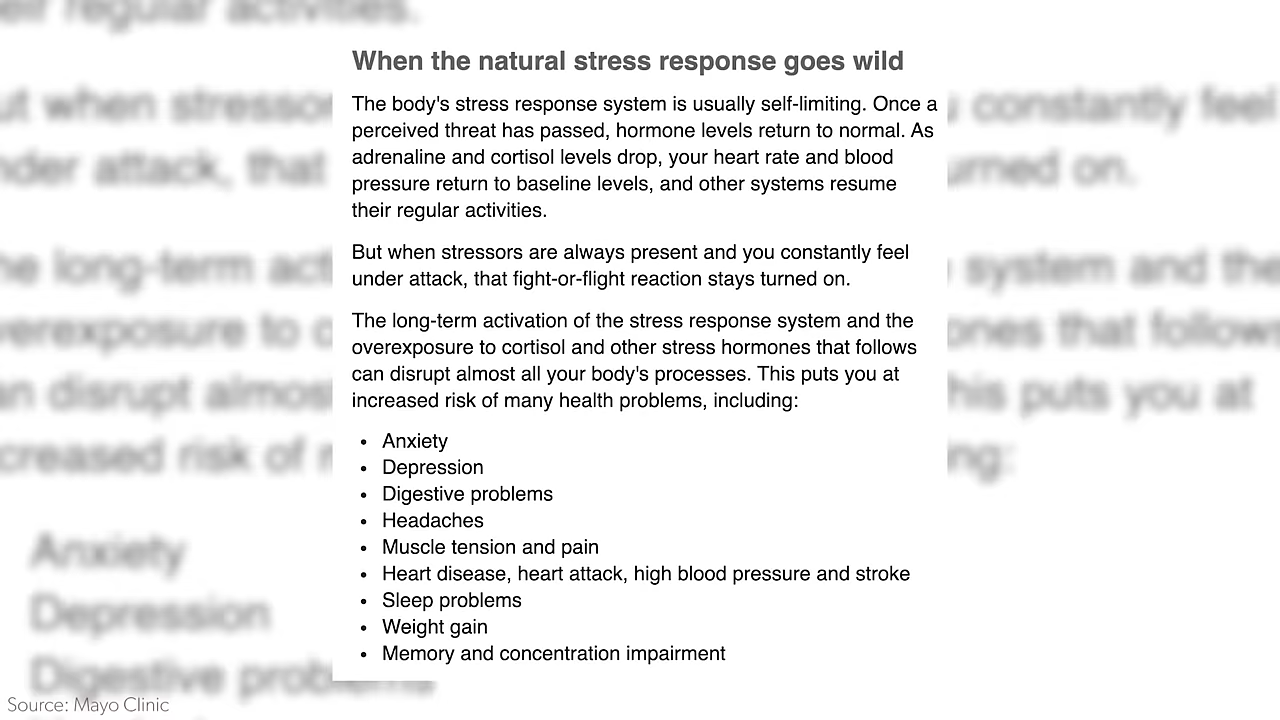 When the natural stress response goes wild
The body's stress response system is usually self-limiting. Once a
perceived threat has passed, hormone levels return to normal. As
adrenaline and cortisol levels drop, your heart rate and blood
pressure return to baseline levels, and other systems resume
their regular activities.
But when stressors are always present and you constantly feel
under attack, that fight-or-flight reaction stays turned on.
The long-term activation of the stress response system and the
overexposure to cortisol and other stress hormones that follows
can disrupt almost all your body's processes. This puts you at
increased risk of many health problems, including:
• Anxiety
• Depression
• Digestive problems
• Headaches
• Muscle tension and pain
• Heart disease, heart attack, high blood pressure and stroke
• Sleep problems
• Weight gain
• Memory and concentration impairment
Source: Mayo Clinic